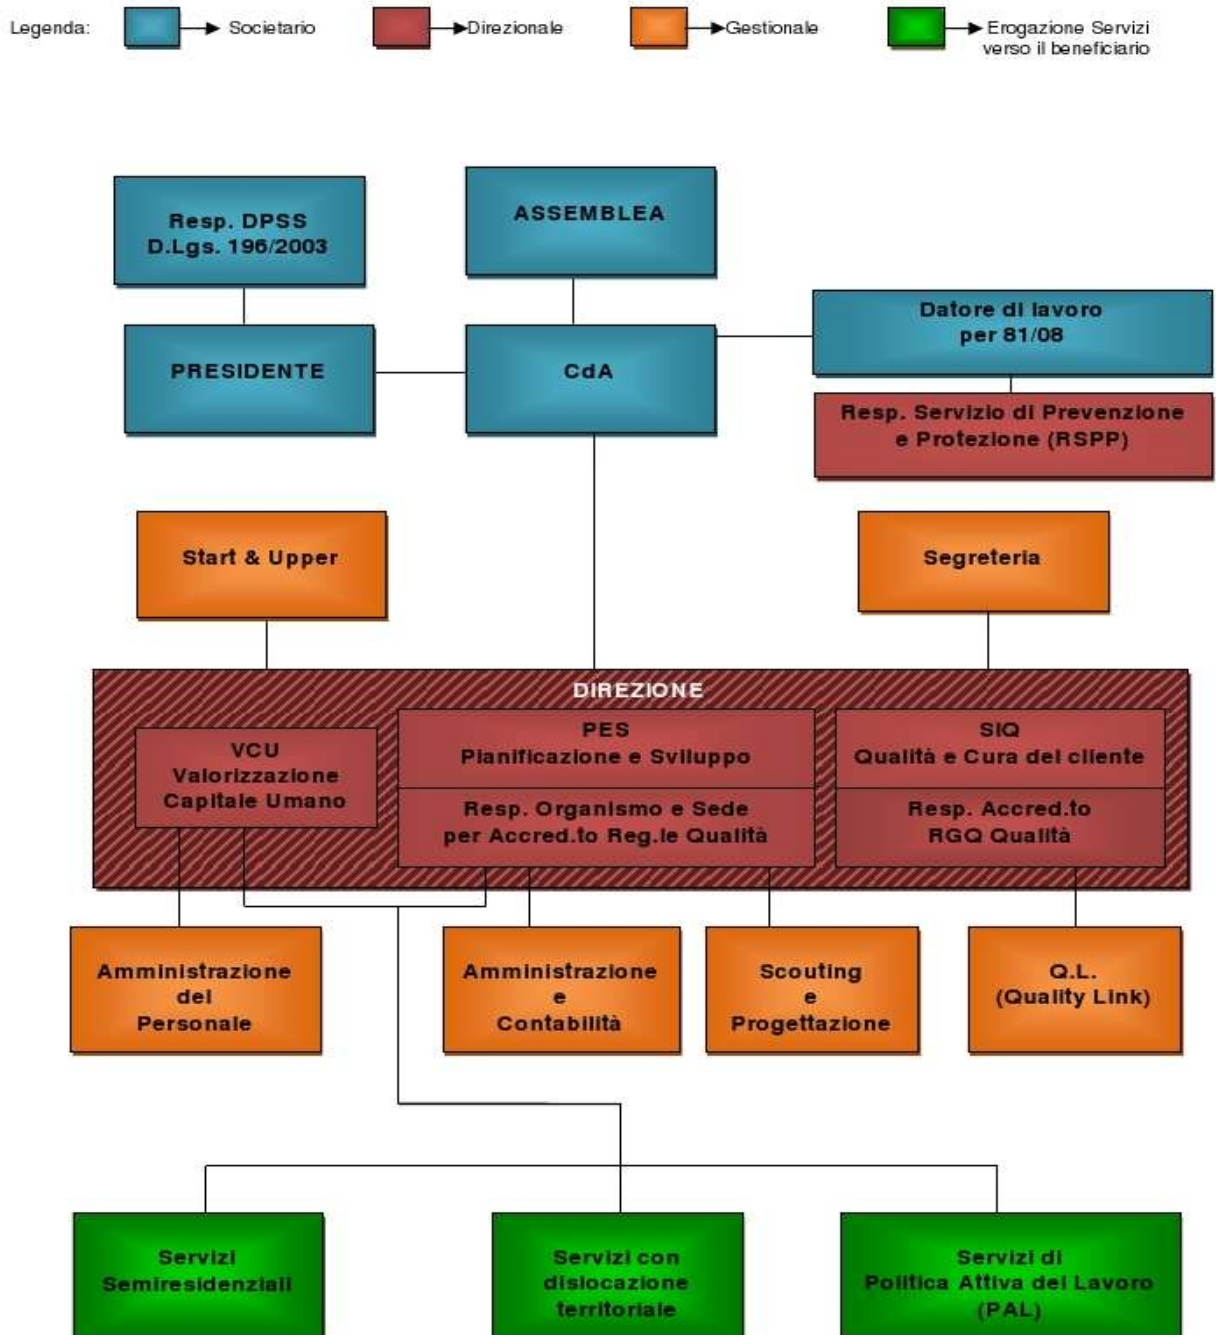 Legenda:
Societario
Direzionale
Gestionale
Erogazione Servizi
verso il beneficiario
Resp. DPSS
D.Lgs. 196/2003
ASSEMBLEA
Datore di lavoro
per 81/08
PRESIDENTE
CdA
Resp. Servizio di Prevenzione
e Protezione (RSPP)
Start & Upper
Segreteria
DIREZIONE
VCU
Valorizzazione
Capitale Umano
PES
Pianificazione e Sviluppo
Resp. Organismo e Sede
per Accred.to Reg.le Qualità
SIQ
Qualità e Cura del cliente
Resp. Accred.to
RGQ Qualità
Amministrazione
del
Personale
Amministrazione
e
Contabilità
Scouting
e
Progettazione
Q.L.
(Quality Link)
Servizi
Semiresidenziali
Servizi con
dislocazione
territoriale
Servizi di
Politica Attiva del Lavoro
(PAL)